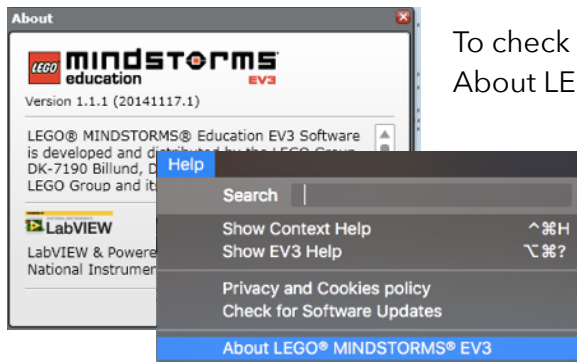 About
To check
About LE
LEGO mindstorms
education EV3
Version 1.1.1 (20141117.1)
LEGO® MINDSTORMS® Education EV3 Software
is developed and distributed by the LEGO Group
DK-7190 Billund, D
LEGO Group and it
LabVIEW
LabVIEW & Powere
National Instrumen
Help
Search
Show Context Help ^⌘H
Show EV3 Help ⌥⌘?
Privacy and Cookies policy
Check for Software Updates
About LEGO® MINDSTORMS® EV3